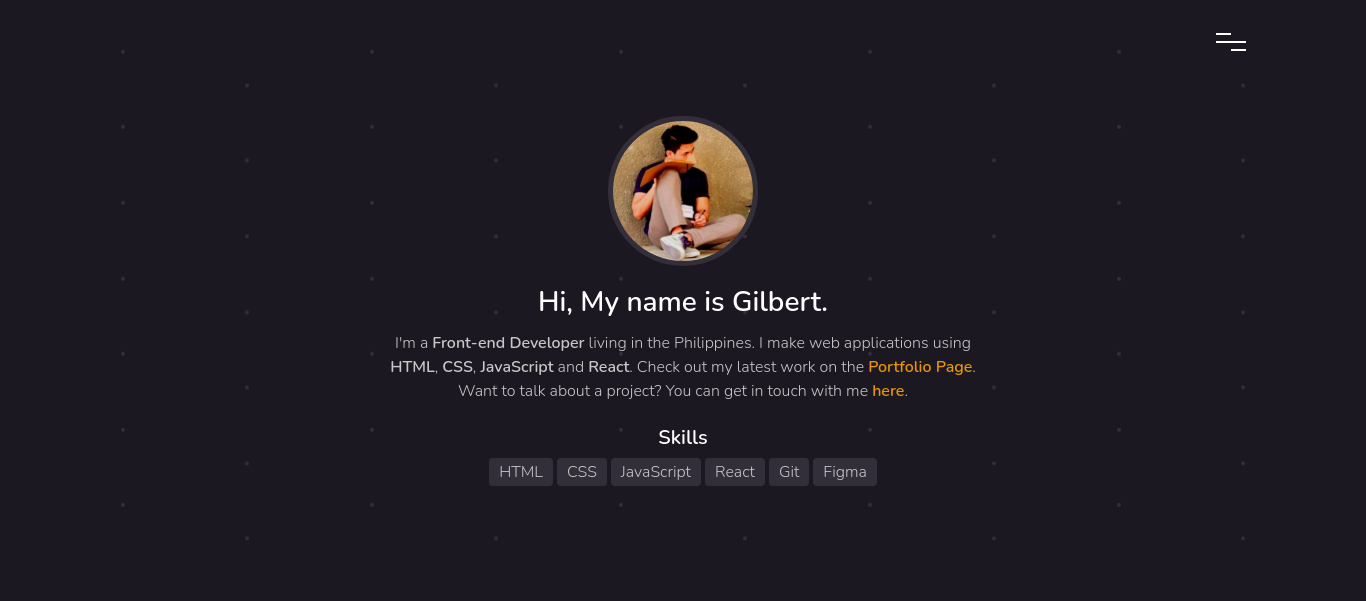 Hi, My name is Gilbert.
I'm a Front-end Developer living in the Philippines. I make web applications using
HTML, CSS, JavaScript and React. Check out my latest work on the Portfolio Page.
Want to talk about a project? You can get in touch with me here.
Skills
HTML CSS JavaScript React Git Figma